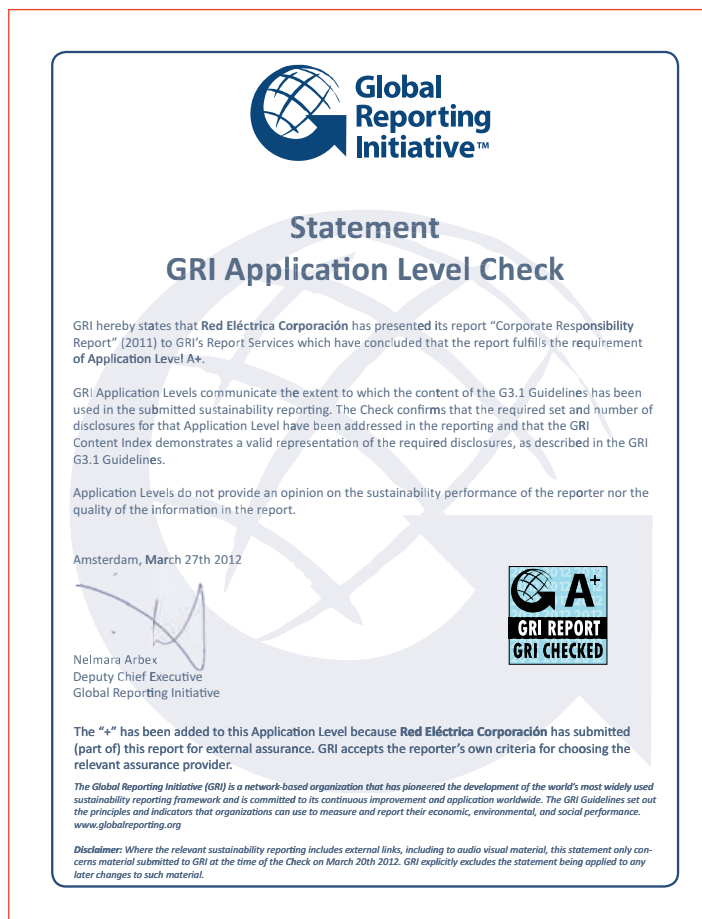 Global
Reporting
Initiative™
Statement
GRI Application Level Check
GRI hereby states that Red Eléctrica Corporación has presented its report “Corporate Responsibility
Report” (2011) to GRI’s Report Services which have concluded that the report fulfills the requirement
of Application Level A+.
GRI Application Levels communicate the extent to which the content of the G3.1 Guidelines has been
used in the submitted sustainability reporting. The Check confirms that the required set and number of
disclosures for that Application Level have been addressed in the reporting and that the GRI
Content Index demonstrates a valid representation of the required disclosures, as described in the GRI
G3.1 Guidelines.
Application Levels do not provide an opinion on the sustainability performance of the reporter nor the
quality of the information in the report.
Amsterdam, March 27th 2012
A+
GRI REPORT
GRI CHECKED
Nelmara Arbex
Deputy Chief Executive
Global Reporting Initiative
The “+” has been added to this Application Level because Red Eléctrica Corporación has submitted
(part of) this report for external assurance. GRI accepts the reporter’s own criteria for choosing the
relevant assurance provider.
The Global Reporting Initiative (GRI) is a network-based organization that has pioneered the development of the world’s most widely used
sustainability reporting framework and is committed to its continuous improvement and application worldwide. The GRI Guidelines set out
the principles and indicators that organizations can use to measure and report their economic, environmental, and social performance.
www.globalreporting.org
Disclaimer: Where the relevant sustainability reporting includes external links, including to audio visual material, this statement only con-
cerns material submitted to GRI at the time of the Check on March 20th 2012. GRI explicitly excludes the statement being applied to any
later changes to such material.